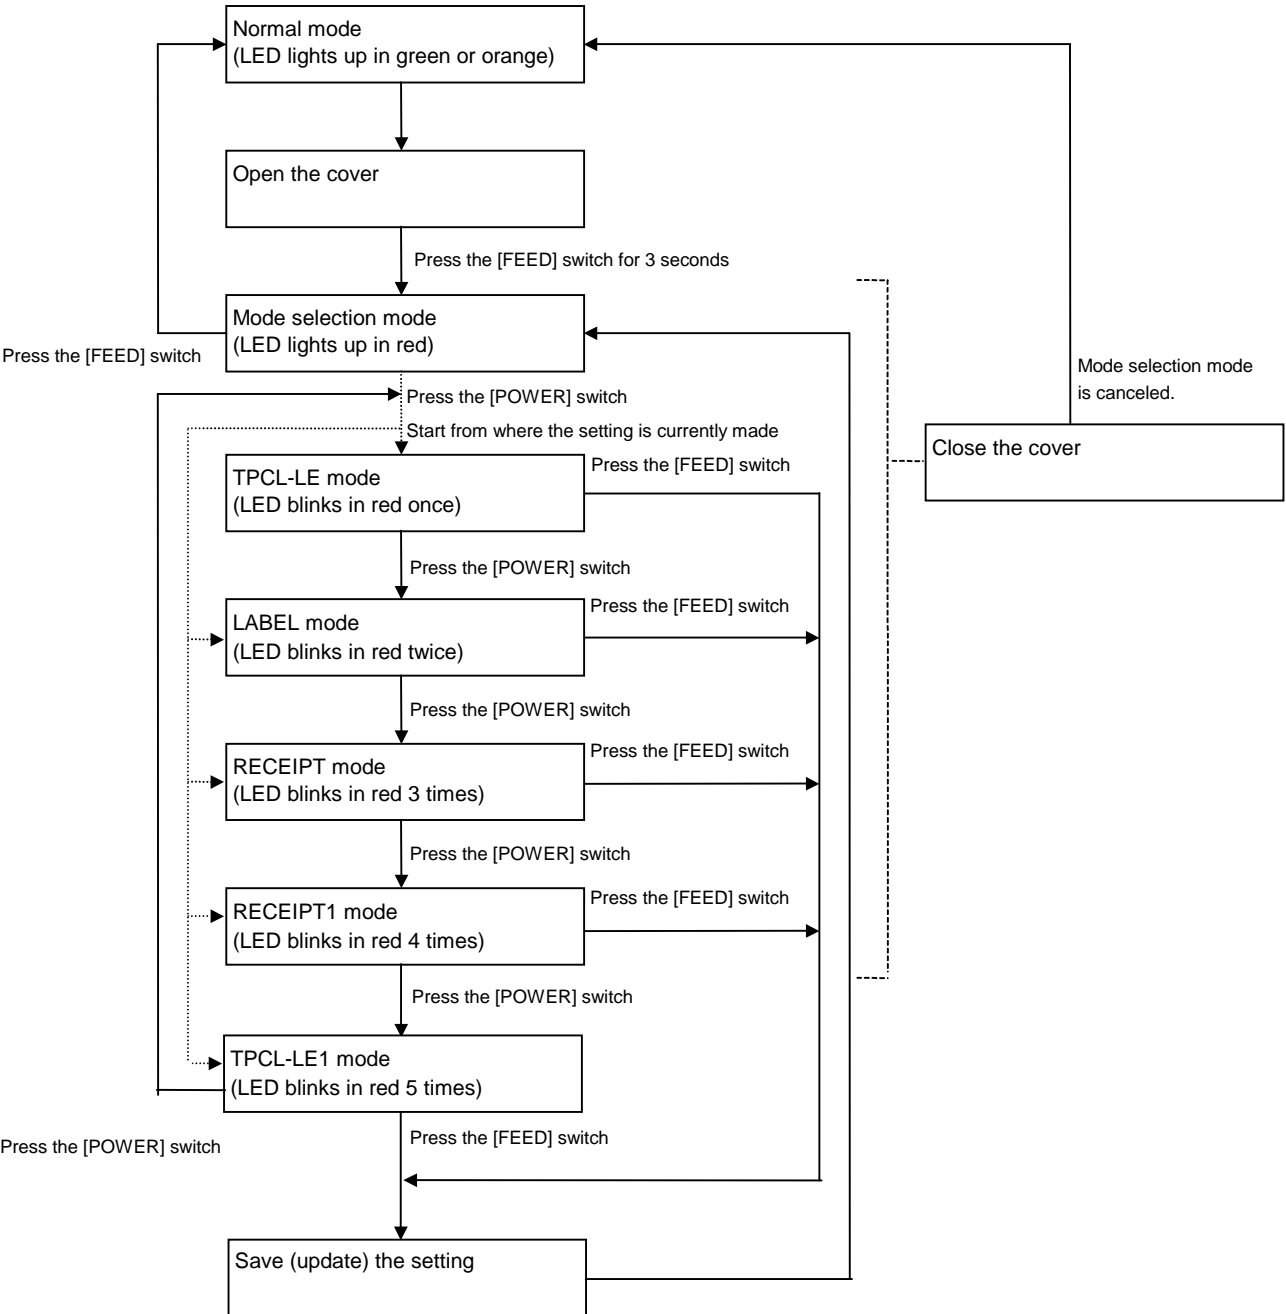 Normal mode
(LED lights up in green or orange)
Open the cover
Press the [FEED] switch for 3 seconds
Mode selection mode
(LED lights up in red)
Press the [FEED] switch
Mode selection mode
is canceled.
Press the [POWER] switch
Start from where the setting is currently made
Close the cover
TPCL-LE mode
(LED blinks in red once)
Press the [FEED] switch
Press the [POWER] switch
LABEL mode
(LED blinks in red twice)
Press the [FEED] switch
Press the [POWER] switch
RECEIPT mode
(LED blinks in red 3 times)
Press the [FEED] switch
Press the [POWER] switch
RECEIPT1 mode
(LED blinks in red 4 times)
Press the [FEED] switch
Press the [POWER] switch
TPCL-LE1 mode
(LED blinks in red 5 times)
Press the [POWER] switch
Press the [FEED] switch
Save (update) the setting